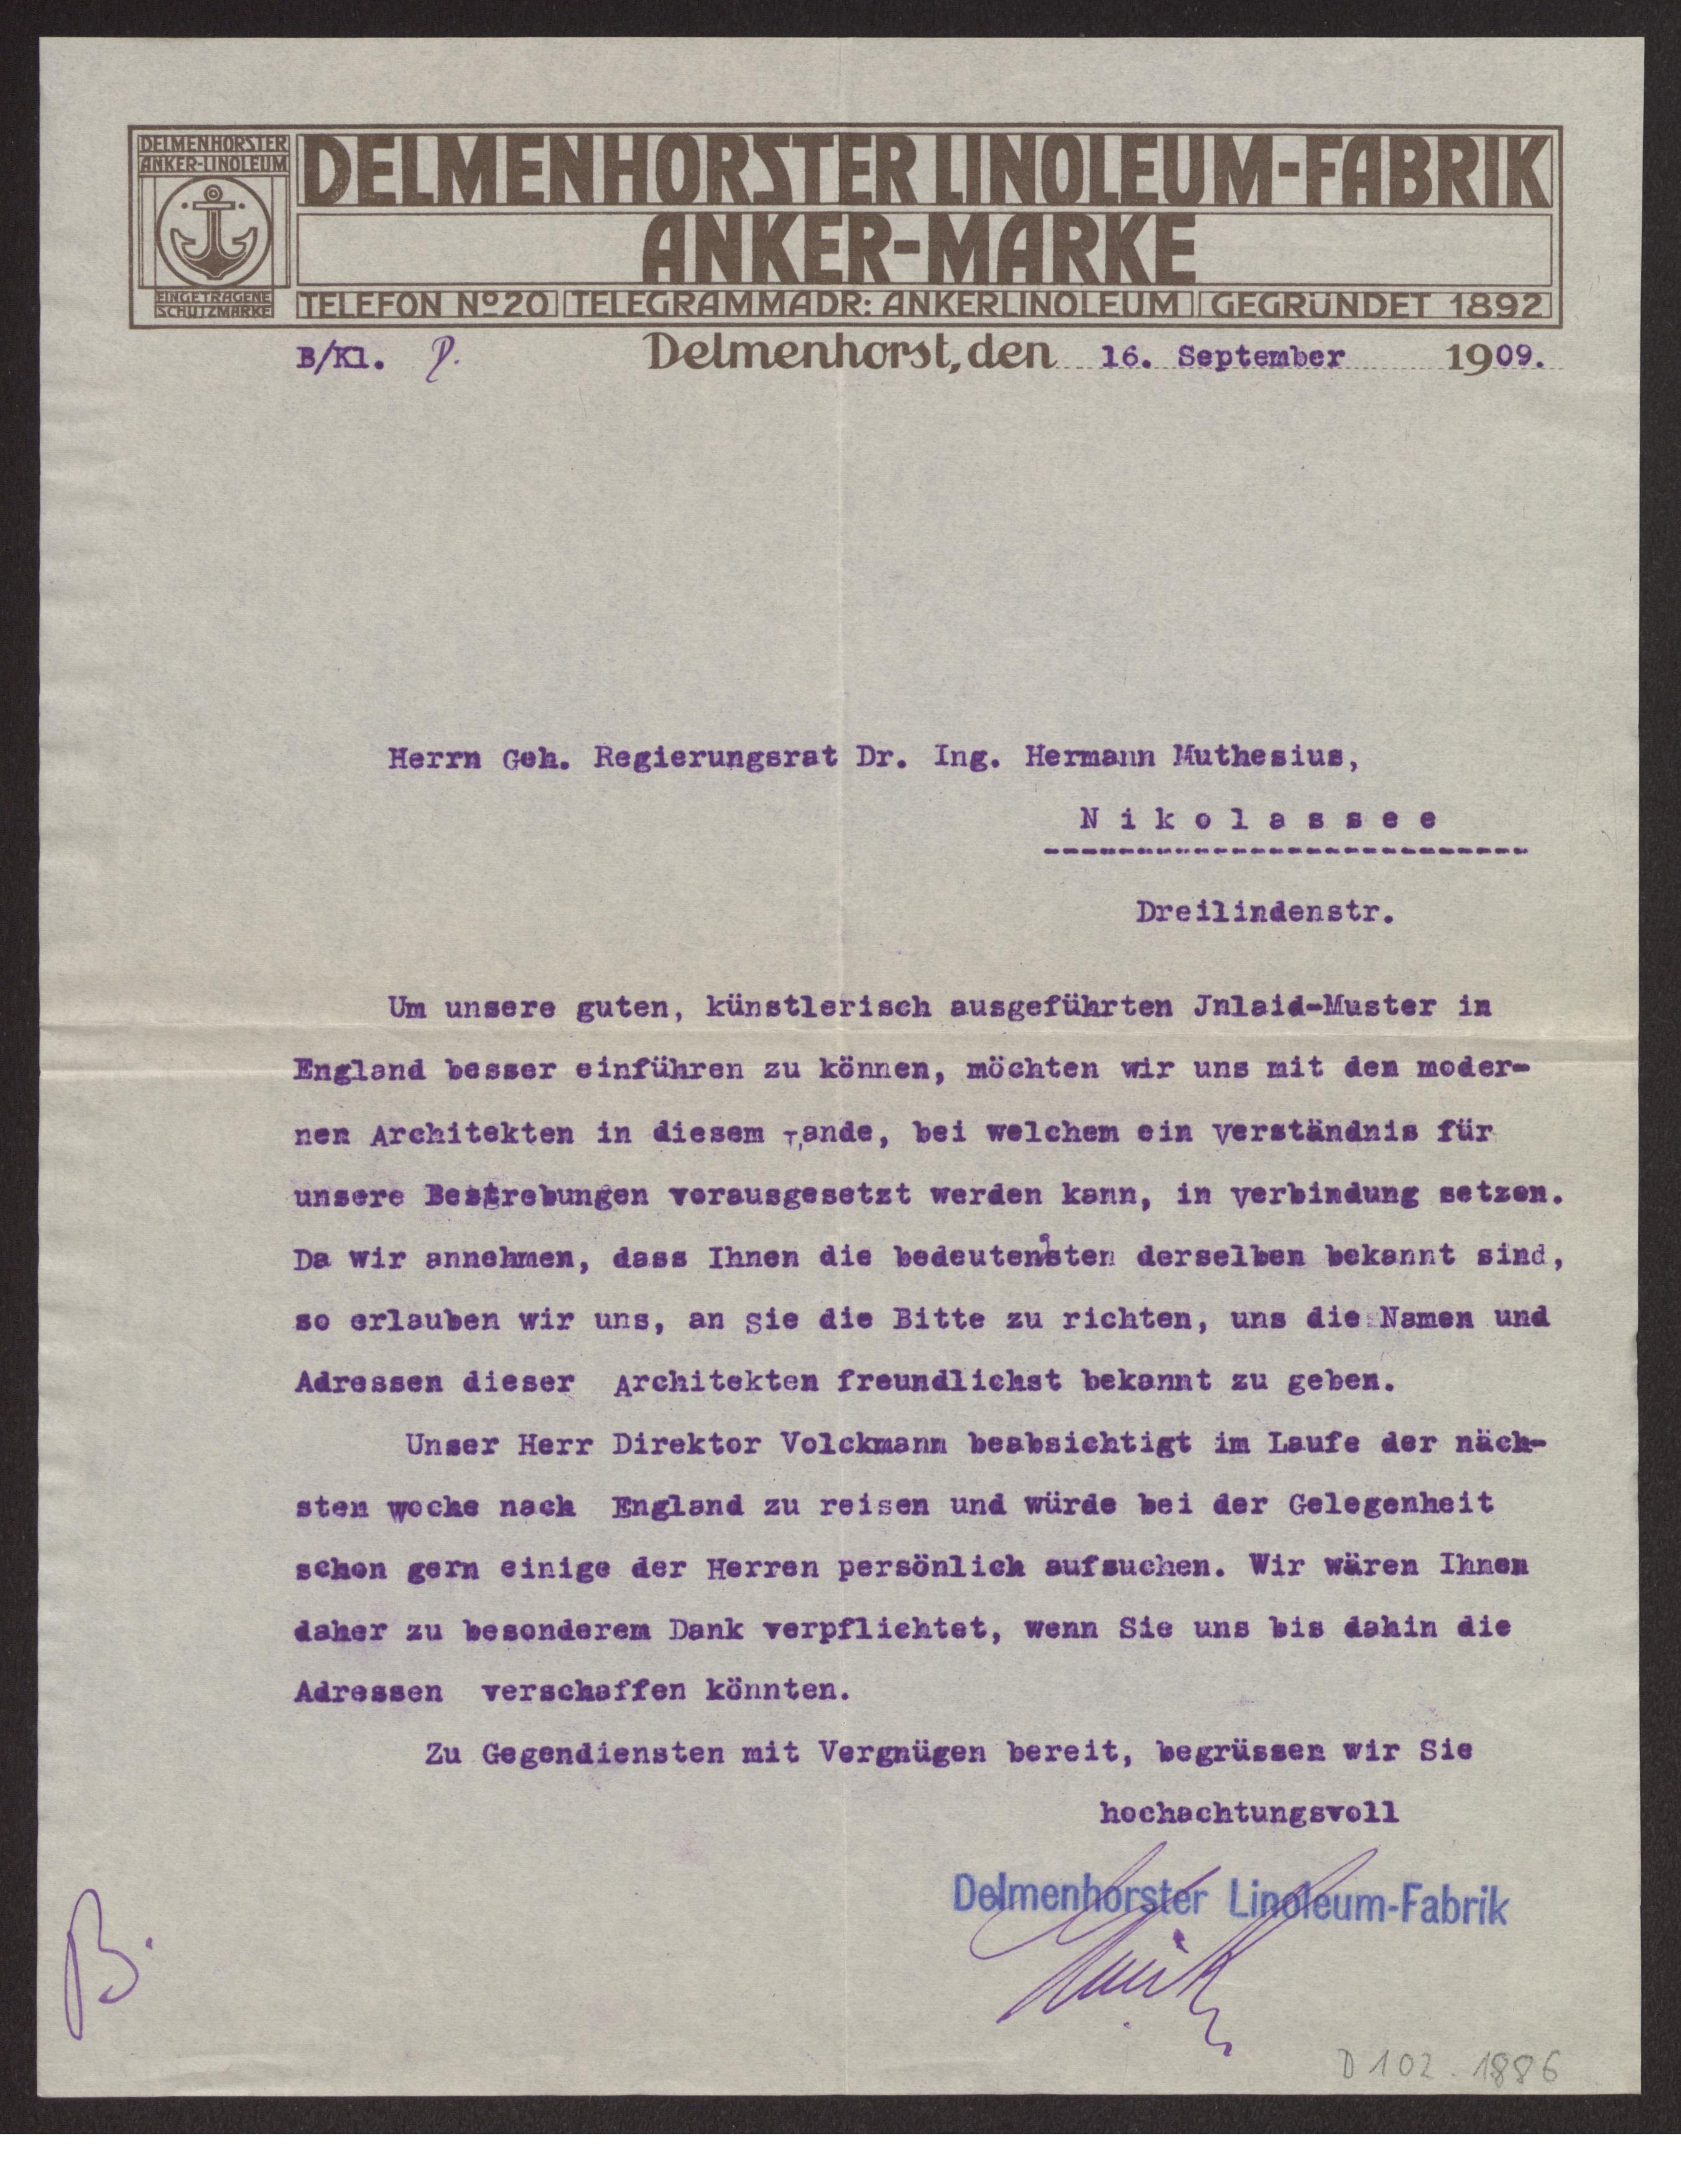 DELMENHORSTER
ANKER-LINOLEUM
EINGETRAGENE
SCHUTZMARKE
DELMENHORSTER LINOLEUM-FABRIK
ANKER-MARKE
TELEFON No 20 TELEGRAMMADR: ANKERLINOLEUM GEGRÜNDET 1892
B/Kl. Delmenhorst, den 16. September 1909.
Herrn Geh. Regierungsrat Dr. Ing. Hermann Muthesius,
Nikolassee
Dreilindenstr.
Um unsere guten, künstlerisch ausgeführten Jnlaid-Muster in
England besser einführen zu können, möchten wir uns mit den moder-
nen Architekten in diesem Lande, bei welchem ein Verständnis für
unsere Bestrebungen vorausgesetzt werden kann, in Verbindung setzen.
Da wir annehmen, dass Ihnen die bedeutendsten derselben bekannt sind,
so erlauben wir uns, an Sie die Bitte zu richten, uns die Namen und
Adressen dieser Architekten freundlichst bekannt zu geben.
Unser Herr Direktor Volckmann beabsichtigt im Laufe der näch-
sten Woche nach England zu reisen und würde bei der Gelegenheit
schon gern einige der Herren persönlich aufsuchen. Wir wären Ihnen
daher zu besonderem Dank verpflichtet, wenn Sie uns bis dahin die
Adressen verschaffen könnten.
Zu Gegendiensten mit Vergnügen bereit, begrüssen wir Sie
hochachtungsvoll
Delmenhorster Linoleum-Fabrik
B.
D 102-1886